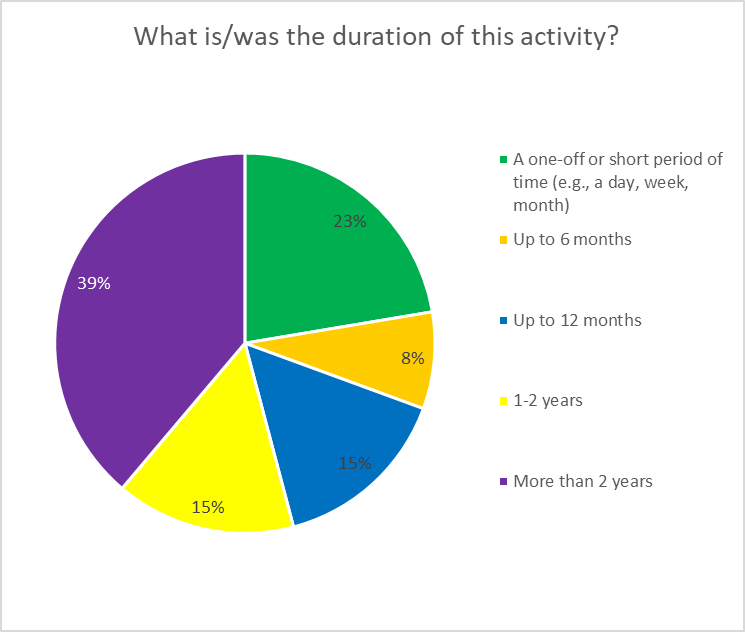 What is/was the duration of this activity?
23%
8%
15%
15%
39%
A one-off or short period of
time (e.g., a day, week,
month)
Up to 6 months
Up to 12 months
1-2 years
More than 2 years